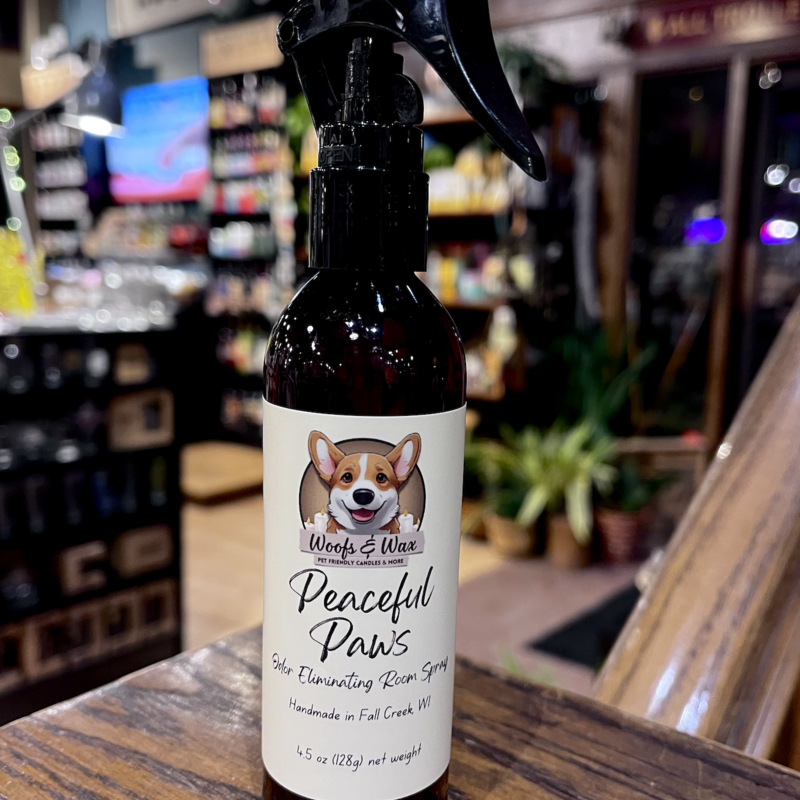 OPEN
Woofs & Wax
PET FRIENDLY CANDLES & MORE
Peaceful
Paws
Odor Eliminating Room Spray
Handmade in Fall Creek, WI
4.5 oz (128g) net weight